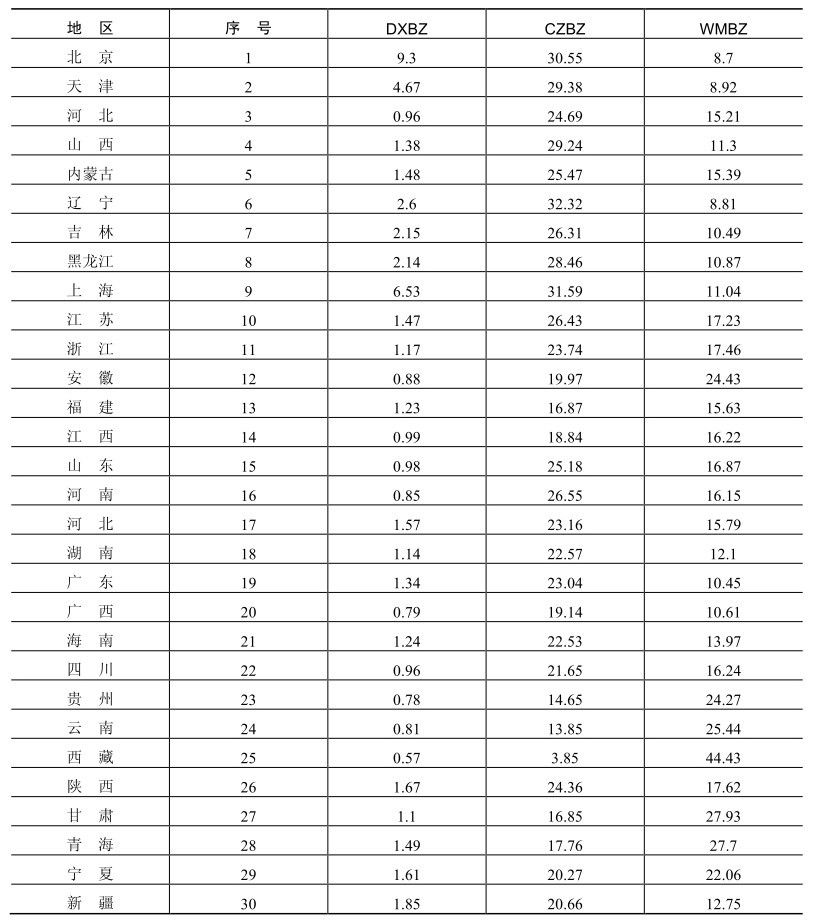 地 区 序 号 DXBZ CZBZ WMBZ
北 京 1 9.3 30.55 8.7
天 津 2 4.67 29.38 8.92
河 北 3 0.96 24.69 15.21
山 西 4 1.38 29.24 11.3
内蒙古 5 1.48 25.47 15.39
辽 宁 6 2.6 32.32 8.81
吉 林 7 2.15 26.31 10.49
黑龙江 8 2.14 28.46 10.87
上 海 9 6.53 31.59 11.04
江 苏 10 1.47 26.43 17.23
浙 江 11 1.17 23.74 17.46
安 徽 12 0.88 19.97 24.43
福 建 13 1.23 16.87 15.63
江 西 14 0.99 18.84 16.22
山 东 15 0.98 25.18 16.87
河 南 16 0.85 26.55 16.15
河 北 17 1.57 23.16 15.79
湖 南 18 1.14 22.57 12.1
广 东 19 1.34 23.04 10.45
广 西 20 0.79 19.14 10.61
海 南 21 1.24 22.53 13.97
四 川 22 0.96 21.65 16.24
贵 州 23 0.78 14.65 24.27
云 南 24 0.81 13.85 25.44
西 藏 25 0.57 3.85 44.43
陕 西 26 1.67 24.36 17.62
甘 肃 27 1.1 16.85 27.93
青 海 28 1.49 17.76 27.7
宁 夏 29 1.61 20.27 22.06
新 疆 30 1.85 20.66 12.75